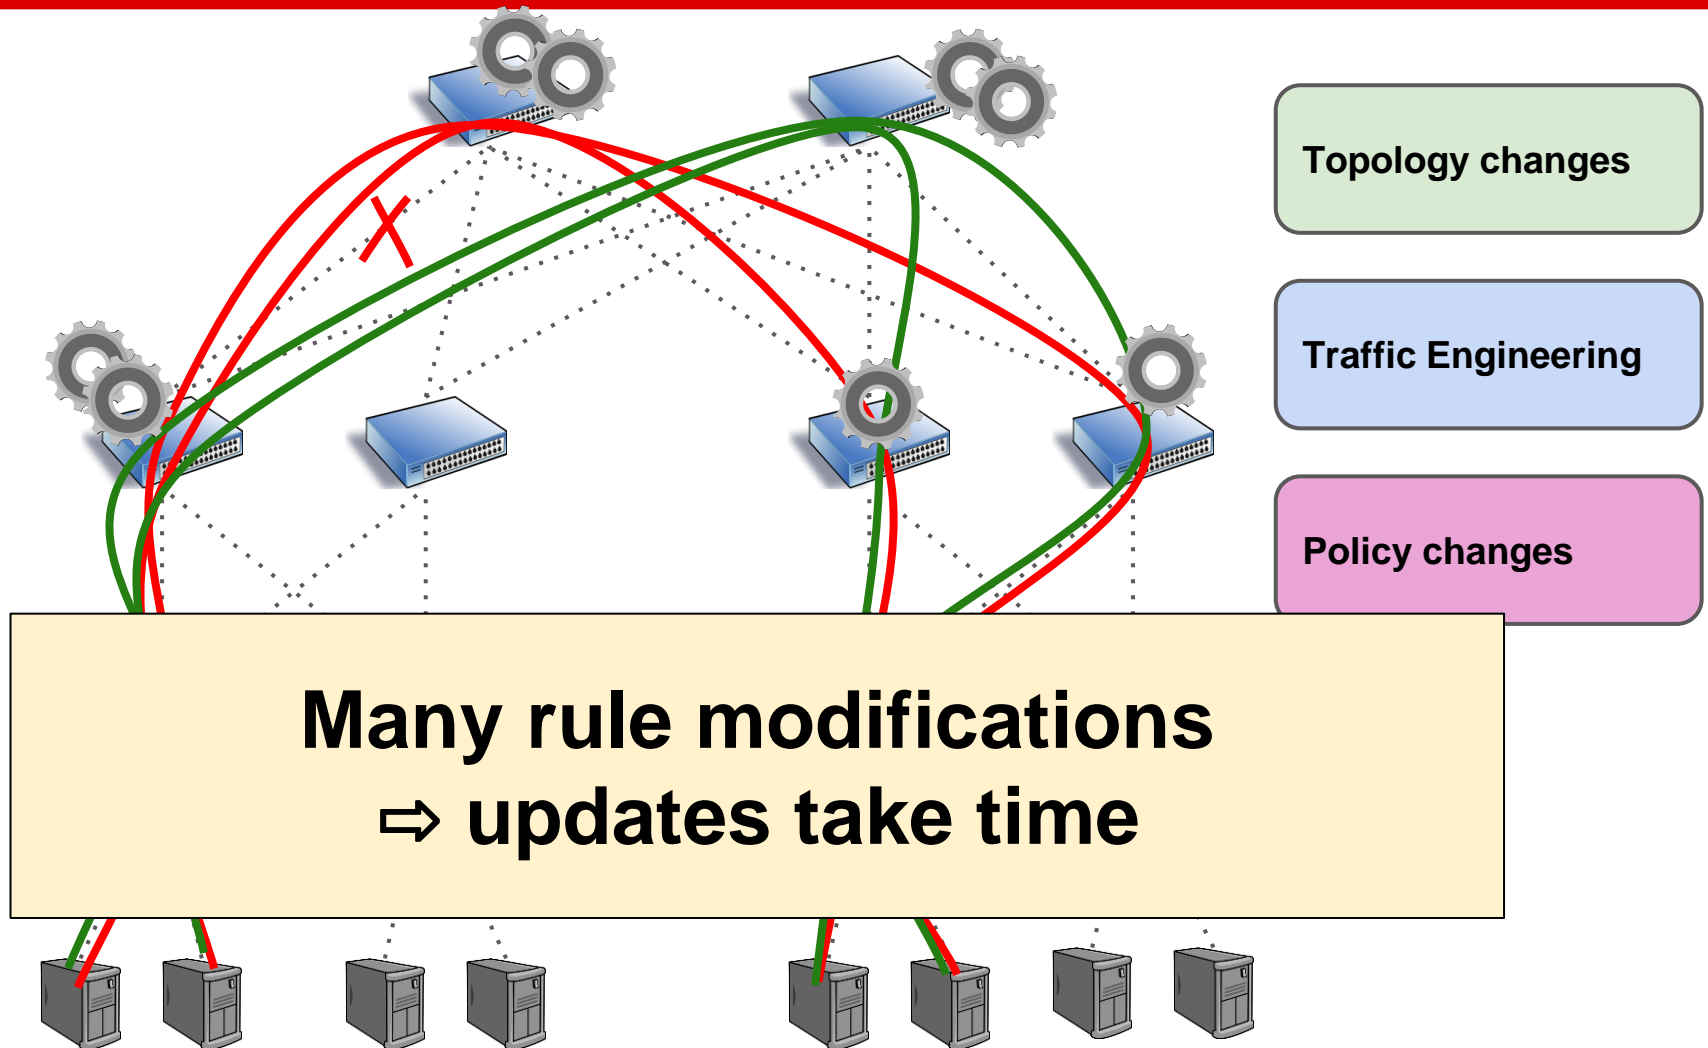 Topology changes
Traffic Engineering
Policy changes
Many rule modifications
⇨ updates take time